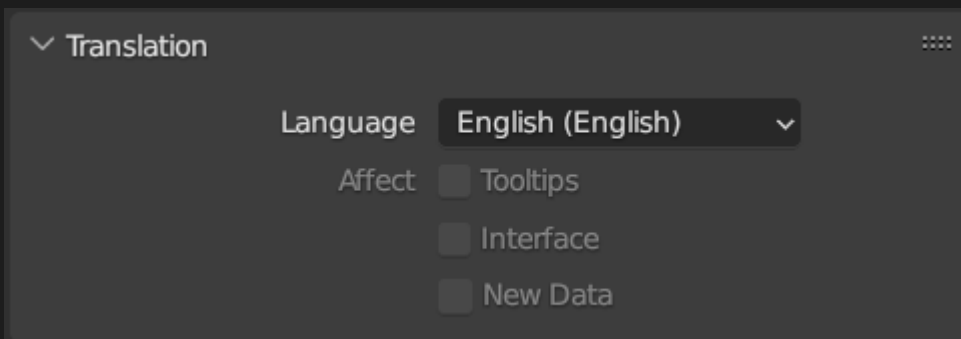 Translation
Language English (English)
Affect Tooltips
Interface
New Data